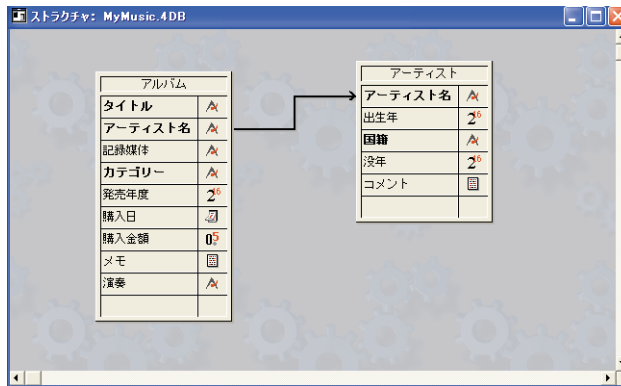 ストラクチャ: MyMusic.4DB
アルバム
タイトル
アーティスト名
記録媒体
カテゴリー
発売年度
購入日
購入金額
メモ
演奏
アーティスト
アーティスト名
出生年
国籍
没年
コメント